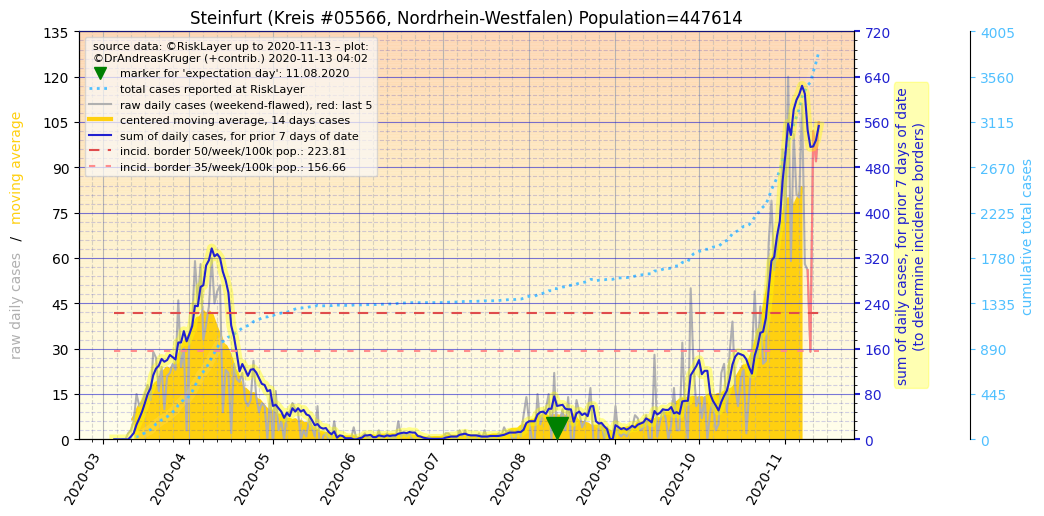 Steinfurt (Kreis #05566, Nordrhein-Westfalen) Population=447614
source data: ©RiskLayer up to 2020-11-13 – plot:
©DrAndreasKruger (+contrib.) 2020-11-13 04:02
marker for 'expectation day': 11.08.2020
total cases reported at RiskLayer
raw daily cases (weekend-flawed), red: last 5
centered moving average, 14 days cases
sum of daily cases, for prior 7 days of date
incid. border 50/week/100k pop.: 223.81
incid. border 35/week/100k pop.: 156.66
raw daily cases / moving average
135
120
105
90
75
60
45
30
15
0
2020-03
2020-04
2020-05
2020-06
2020-07
2020-08
2020-09
2020-10
2020-11
720
640
560
480
400
320
240
160
80
0
sum of daily cases, for prior 7 days of date
(to determine incidence borders)
4005
3560
3115
2670
2225
1780
1335
890
445
0
cumulative total cases